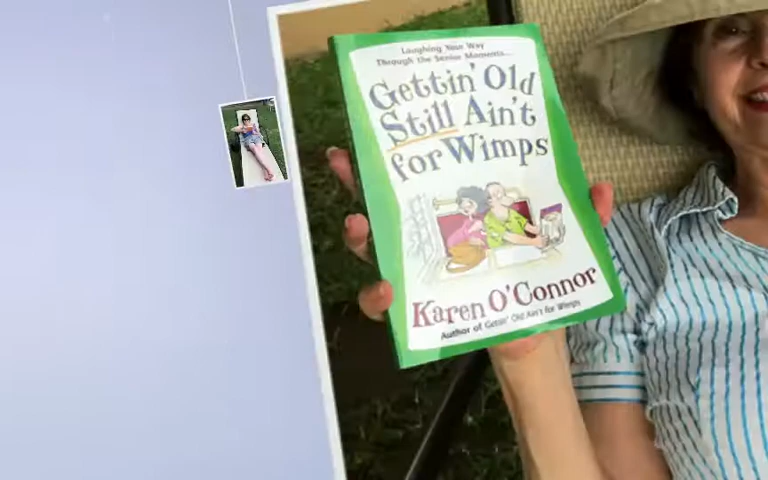 Laughing Your Way
Through the Senior Moments...
Gettin' Old
Still Ain't
for Wimps
Karen O'Connor
Author of Gettin' Old Ain't for Wimps